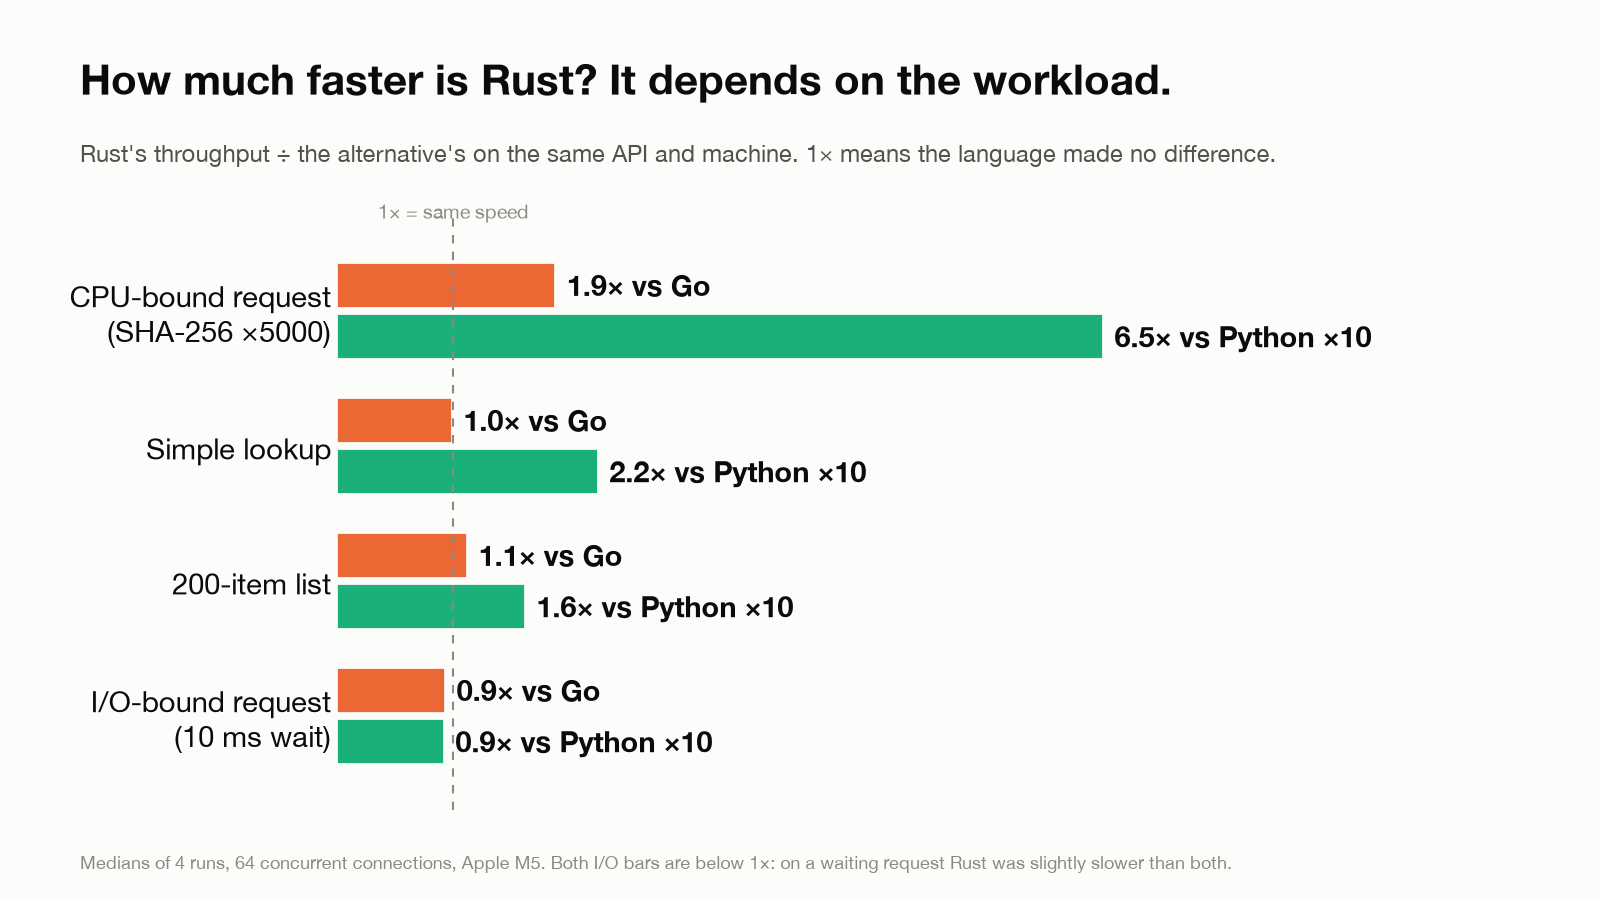 How much faster is Rust? It depends on the workload.
Rust's throughput ÷ the alternative's on the same API and machine. 1× means the language made no difference.
1× = same speed
CPU-bound request
(SHA-256 ×5000)
1.9× vs Go
6.5× vs Python ×10
Simple lookup
1.0× vs Go
2.2× vs Python ×10
200-item list
1.1× vs Go
1.6× vs Python ×10
I/O-bound request
(10 ms wait)
0.9× vs Go
0.9× vs Python ×10
Medians of 4 runs, 64 concurrent connections, Apple M5. Both I/O bars are below 1×: on a waiting request Rust was slightly slower than both.